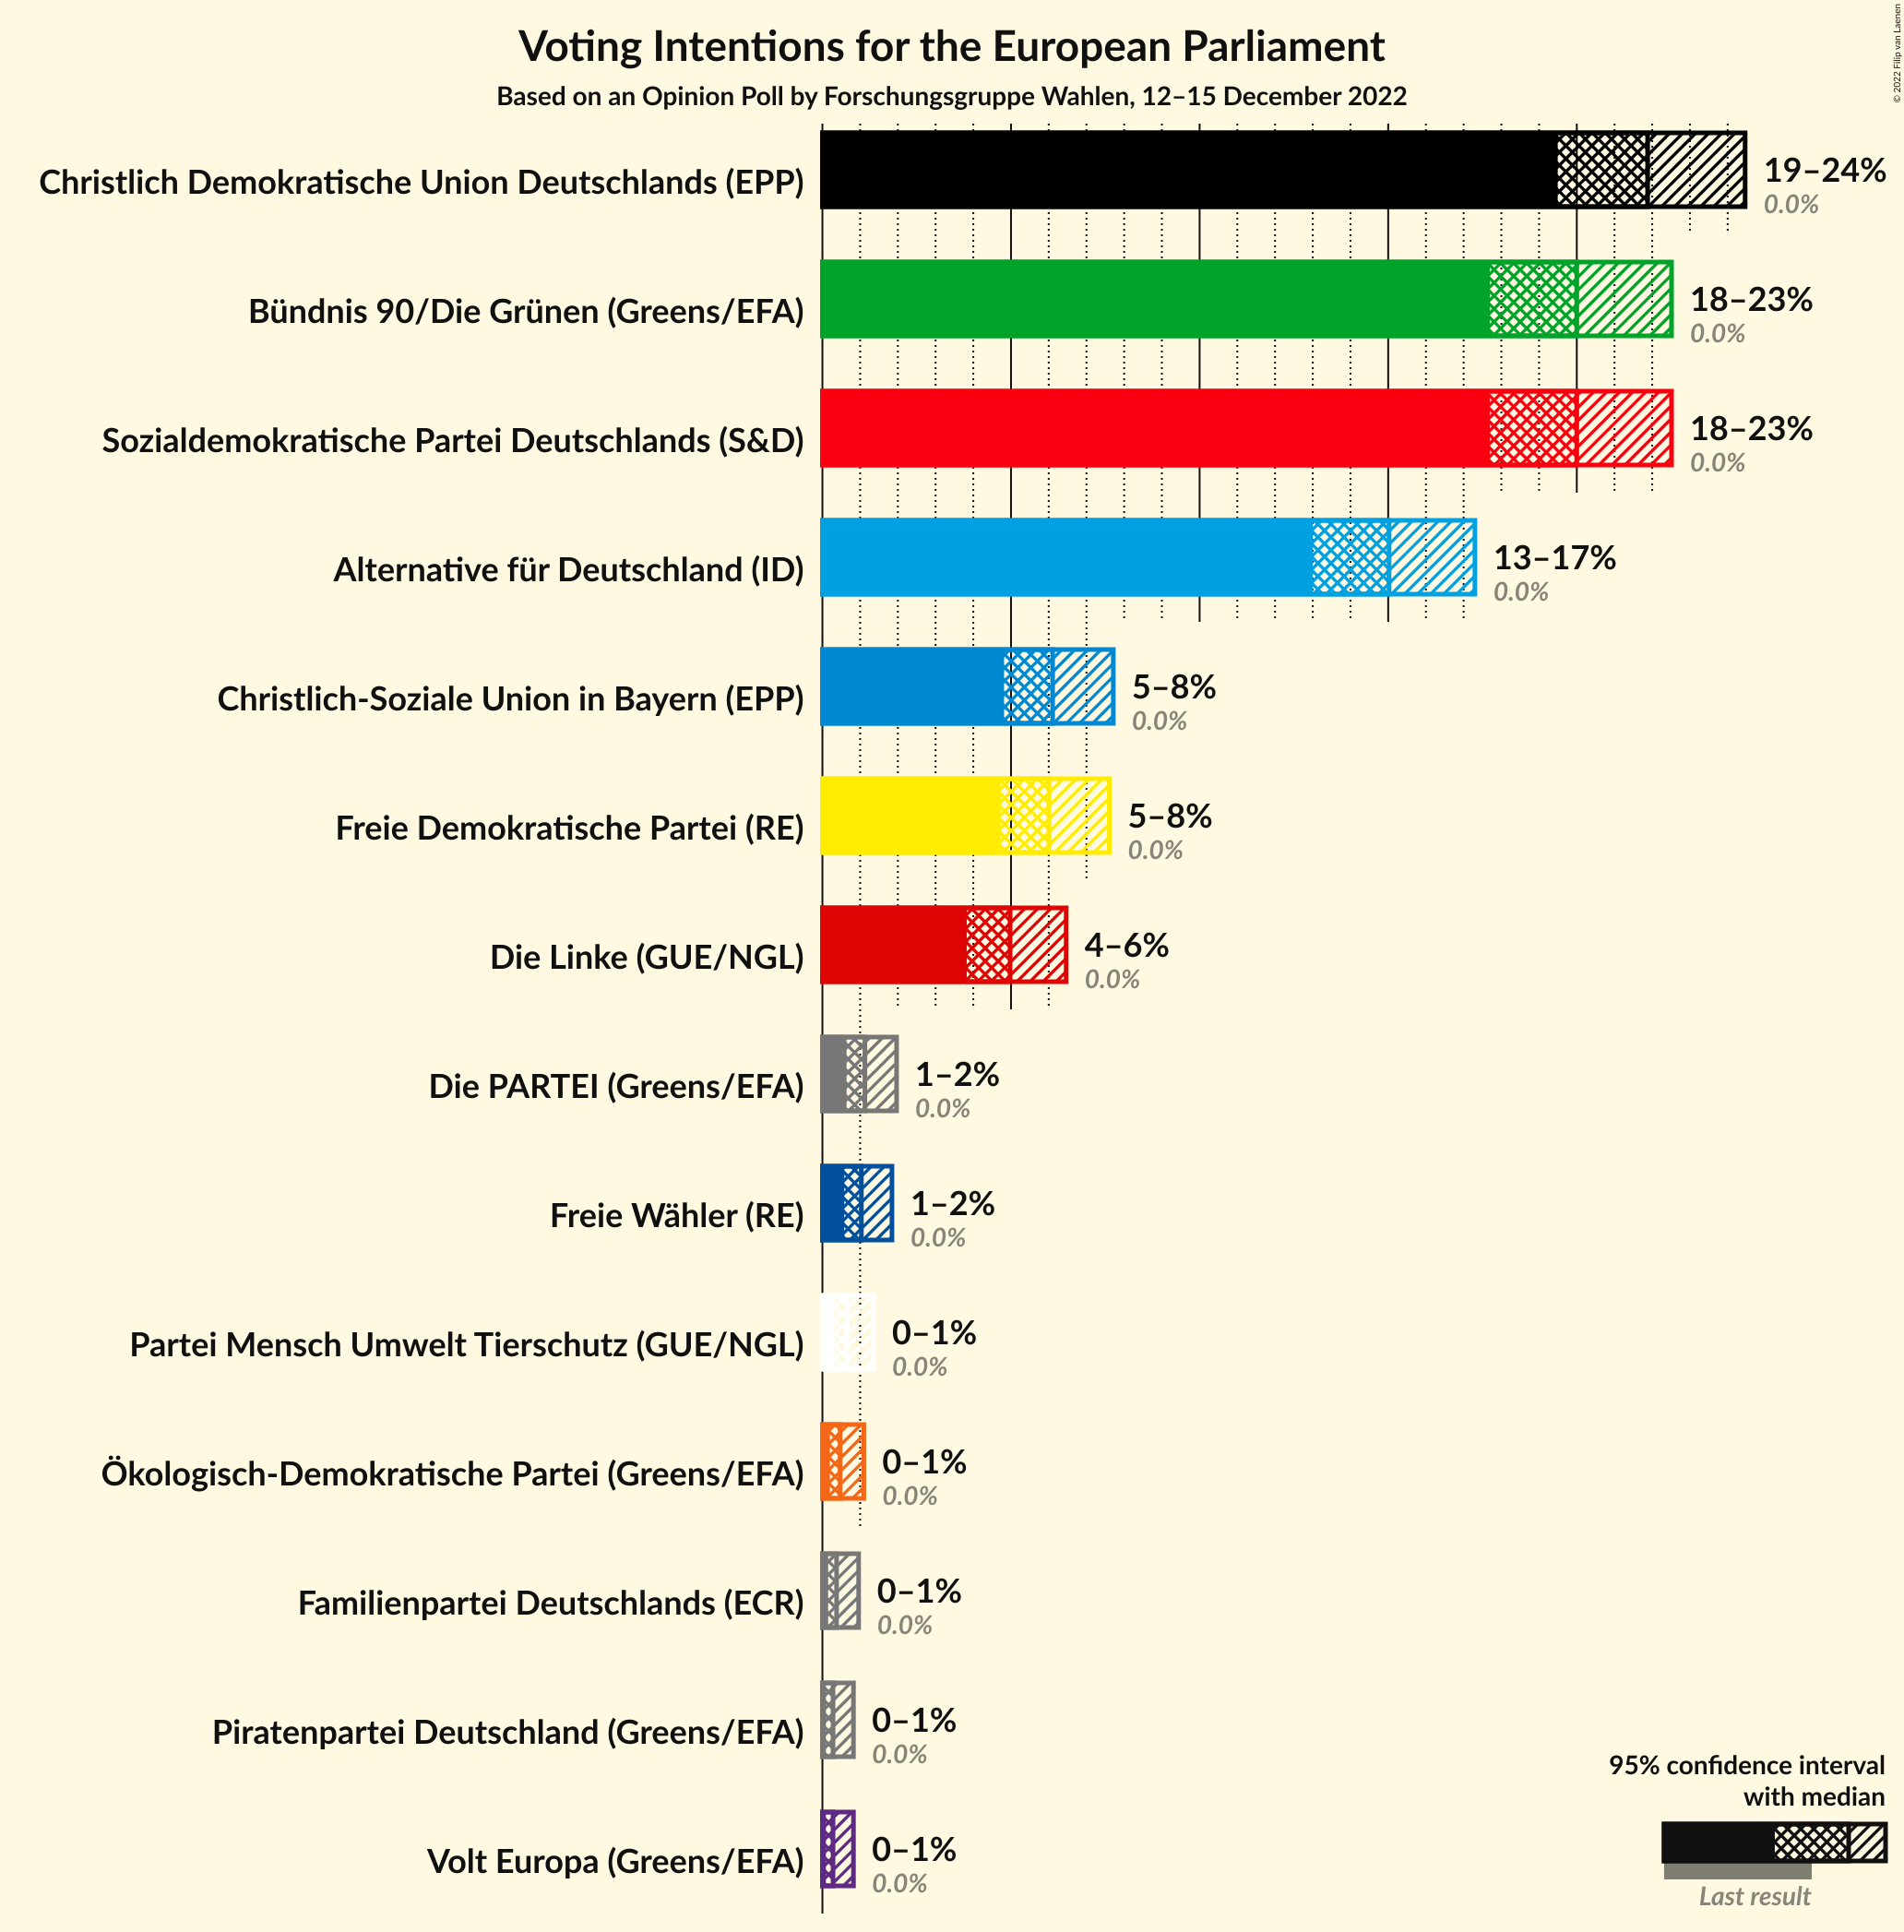 Voting Intentions for the European Parliament
Based on an Opinion Poll by Forschungsgruppe Wahlen, 12–15 December 2022
© 2022 Filip van Laenen
Christlich Demokratische Union Deutschlands (EPP)
19–24%
0.0%
Bündnis 90/Die Grünen (Greens/EFA)
18–23%
0.0%
Sozialdemokratische Partei Deutschlands (S&D)
18–23%
0.0%
Alternative für Deutschland (ID)
13–17%
0.0%
Christlich-Soziale Union in Bayern (EPP)
5–8%
0.0%
Freie Demokratische Partei (RE)
5–8%
0.0%
Die Linke (GUE/NGL)
4–6%
0.0%
Die PARTEI (Greens/EFA)
1–2%
0.0%
Freie Wähler (RE)
1–2%
0.0%
Partei Mensch Umwelt Tierschutz (GUE/NGL)
0–1%
0.0%
Ökologisch-Demokratische Partei (Greens/EFA)
0–1%
0.0%
Familienpartei Deutschlands (ECR)
0–1%
0.0%
Piratenpartei Deutschland (Greens/EFA)
0–1%
0.0%
Volt Europa (Greens/EFA)
0–1%
0.0%
95% confidence interval
with median
Last result